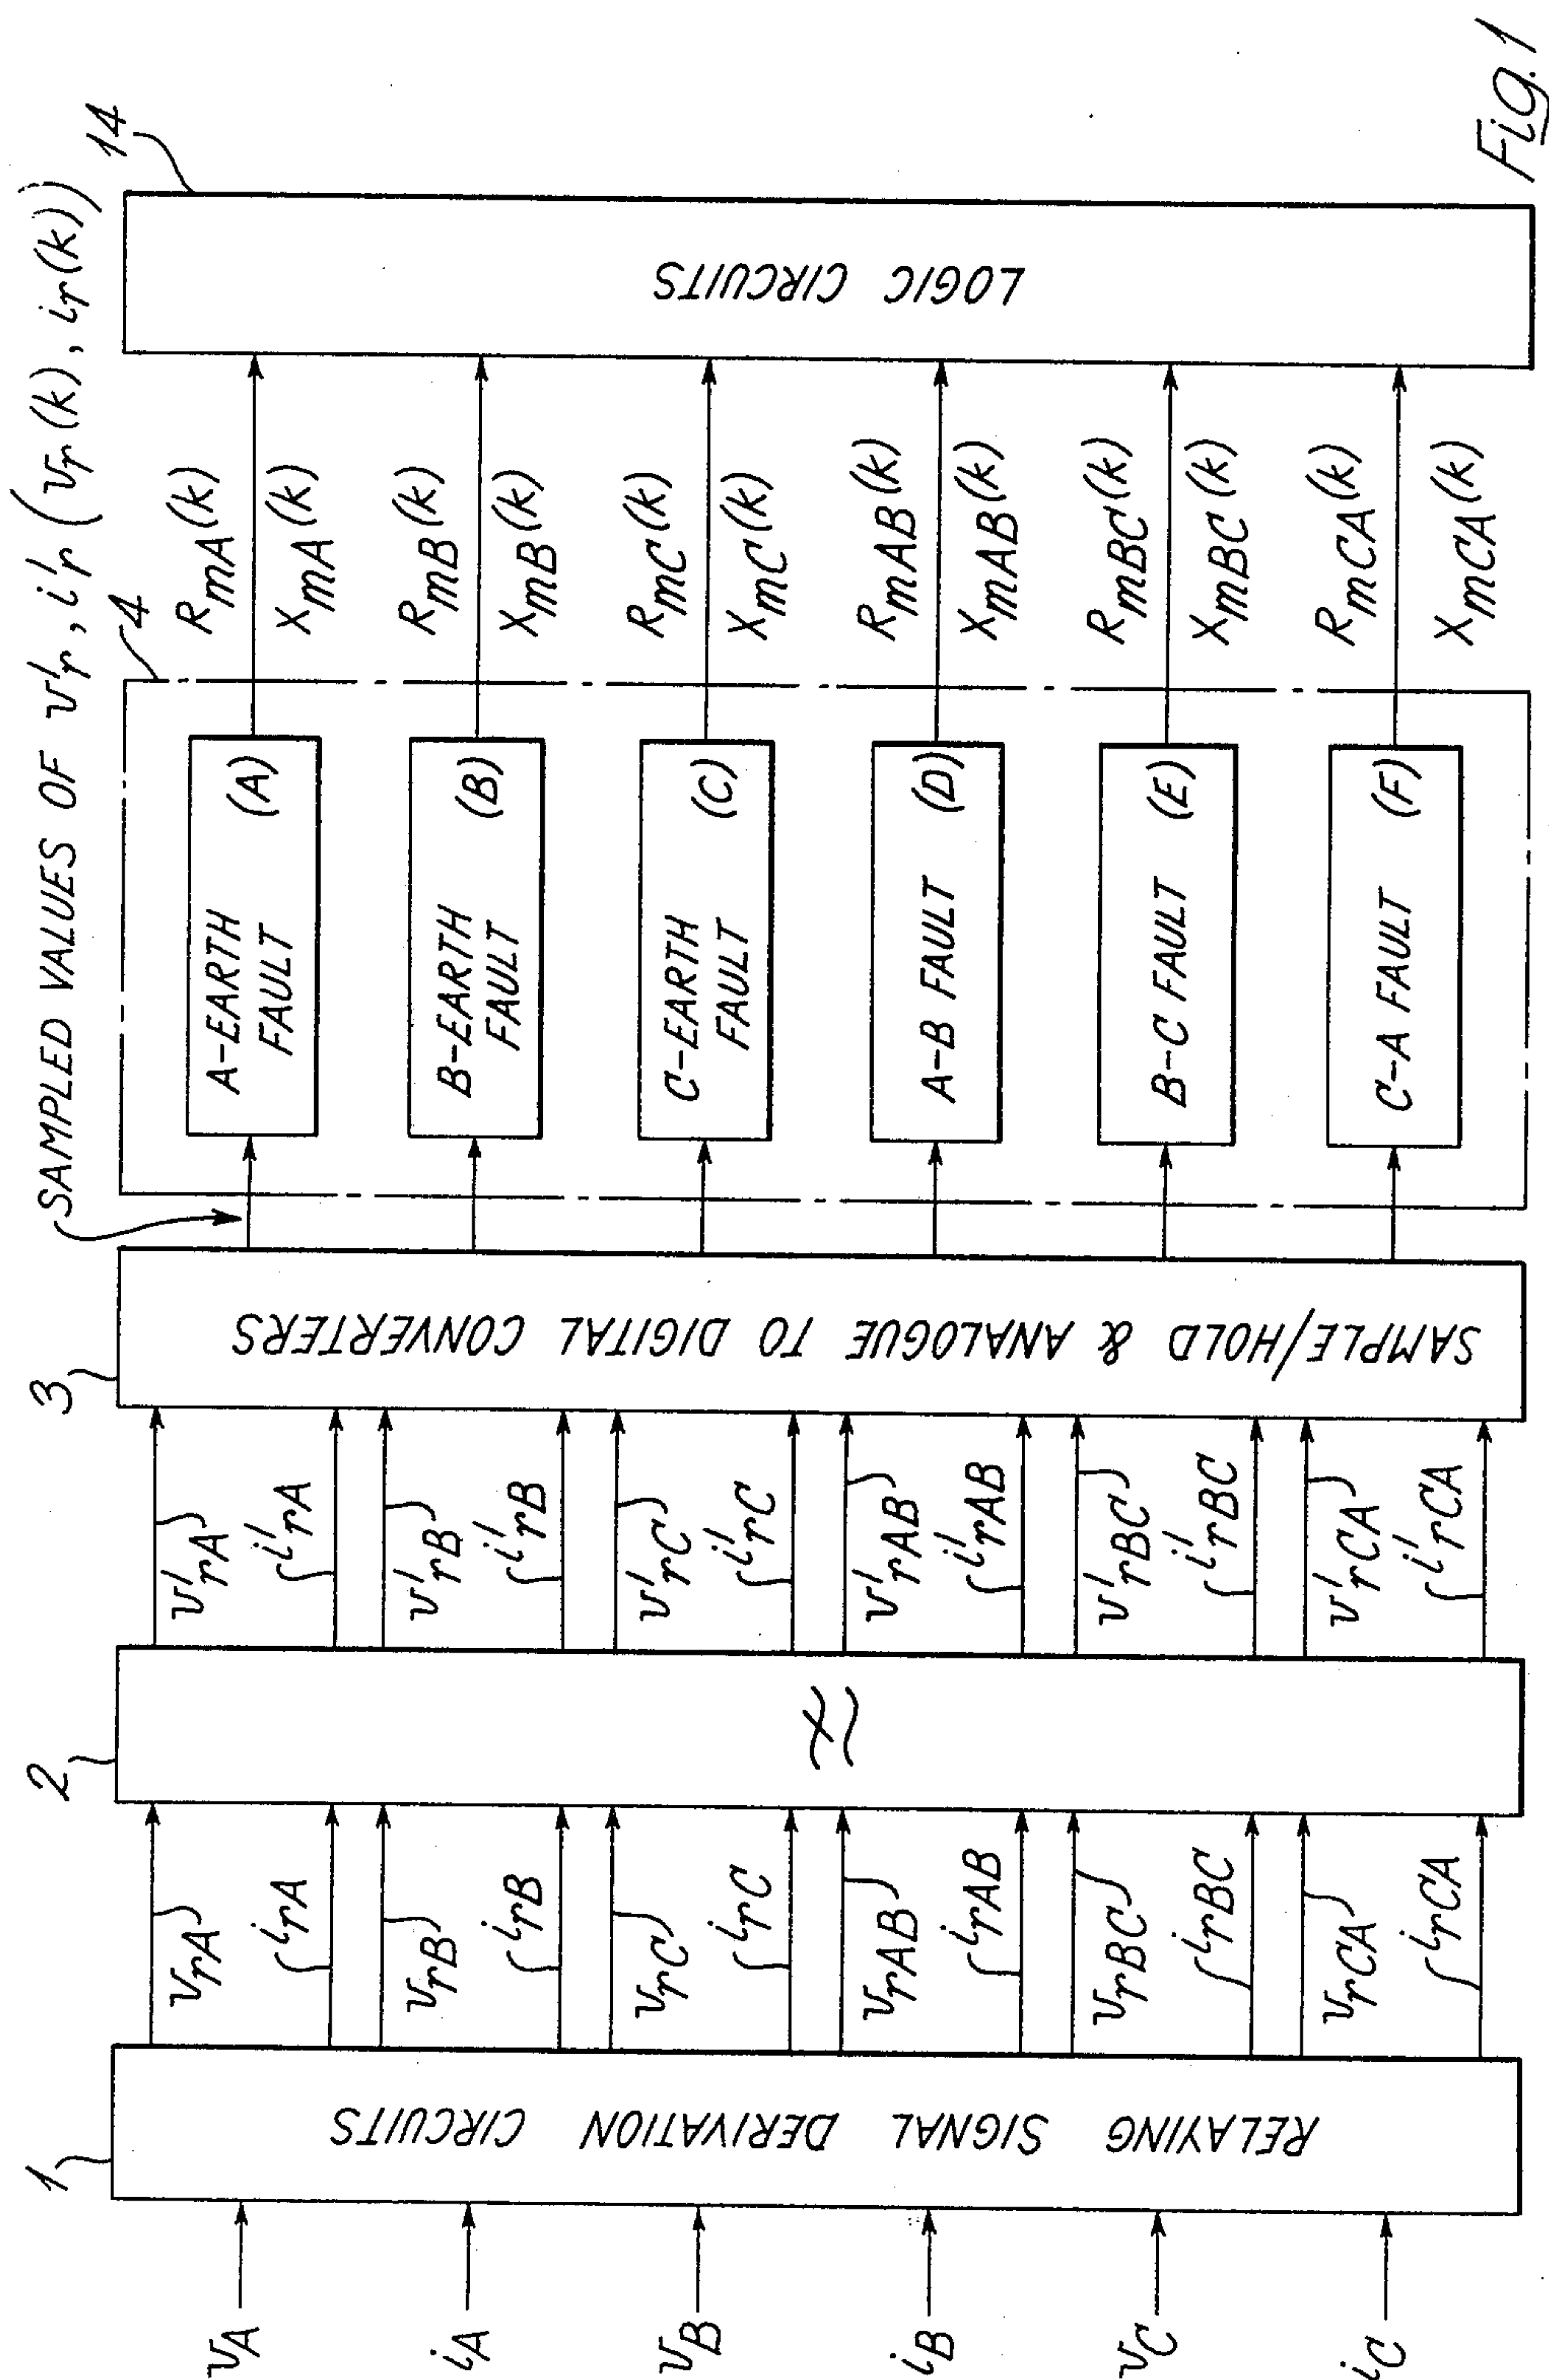 SAMPLED VALUES OF v'r, i'r (vr(k), ir(k))
1
2
3
4
14
vA
iA
vB
iB
vC
iC
RELAYING SIGNAL DERIVATION CIRCUITS
vrA
irA
vrB
irB
vrC
irC
vrAB
irAB
vrBC
irBC
vrCA
irCA
v'rA
i'rA
v'rB
i'rB
v'rC
i'rC
v'rAB
i'rAB
v'rBC
i'rBC
v'rCA
i'rCA
SAMPLE/HOLD & ANALOGUE TO DIGITAL CONVERTERS
A-EARTH
FAULT (A)
B-EARTH
FAULT (B)
C-EARTH
FAULT (C)
A-B FAULT (D)
B-C FAULT (E)
C-A FAULT (F)
RmA(k)
XmA(k)
RmB(k)
XmB(k)
RmC(k)
XmC(k)
RmAB(k)
XmAB(k)
RmBC(k)
XmBC(k)
RmCA(k)
XmCA(k)
LOGIC CIRCUITS
Fig. 1